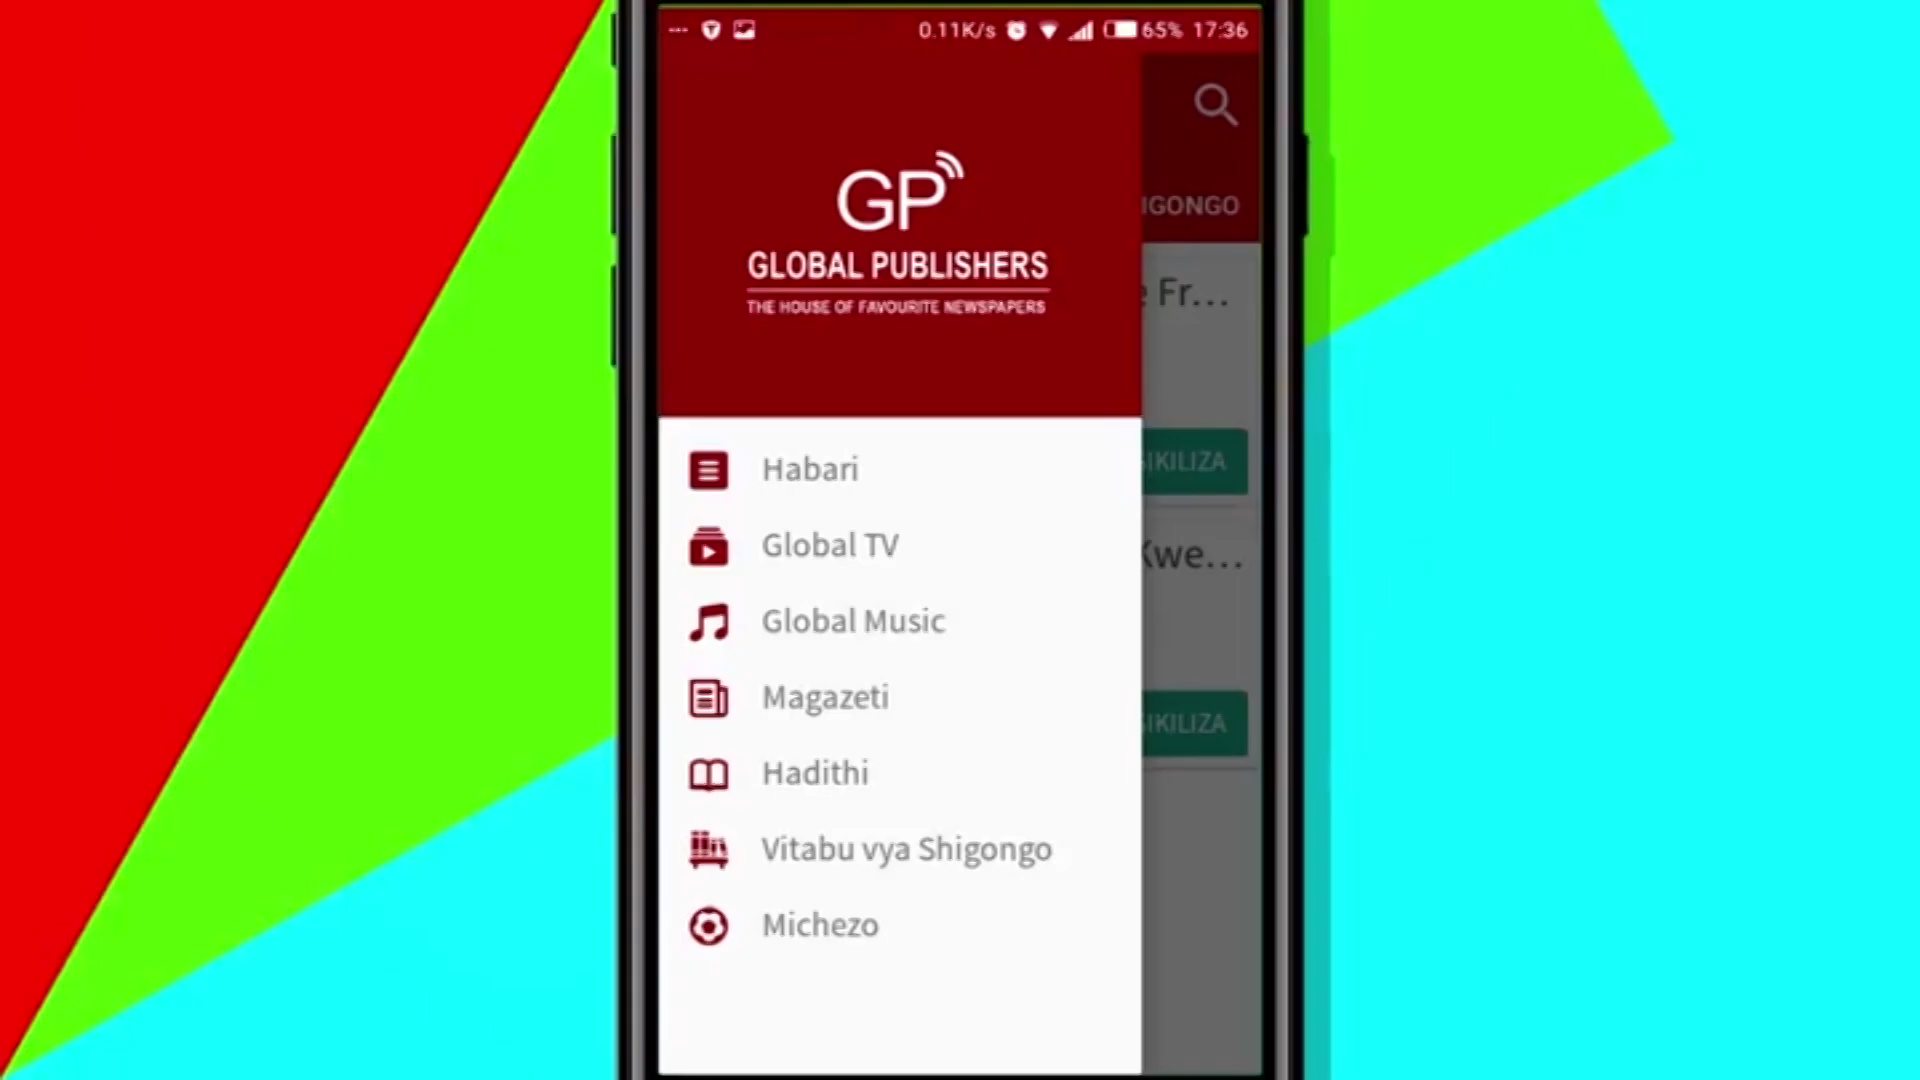 0.11K/s 65% 17:36
GP
GLOBAL PUBLISHERS
THE HOUSE OF FAVOURITE NEWSPAPERS
IGONGO
Fr...
Habari
IKILIZA
Global TV
Kwe...
Global Music
Magazeti
IKILIZA
Hadithi
Vitabu vya Shigongo
Michezo